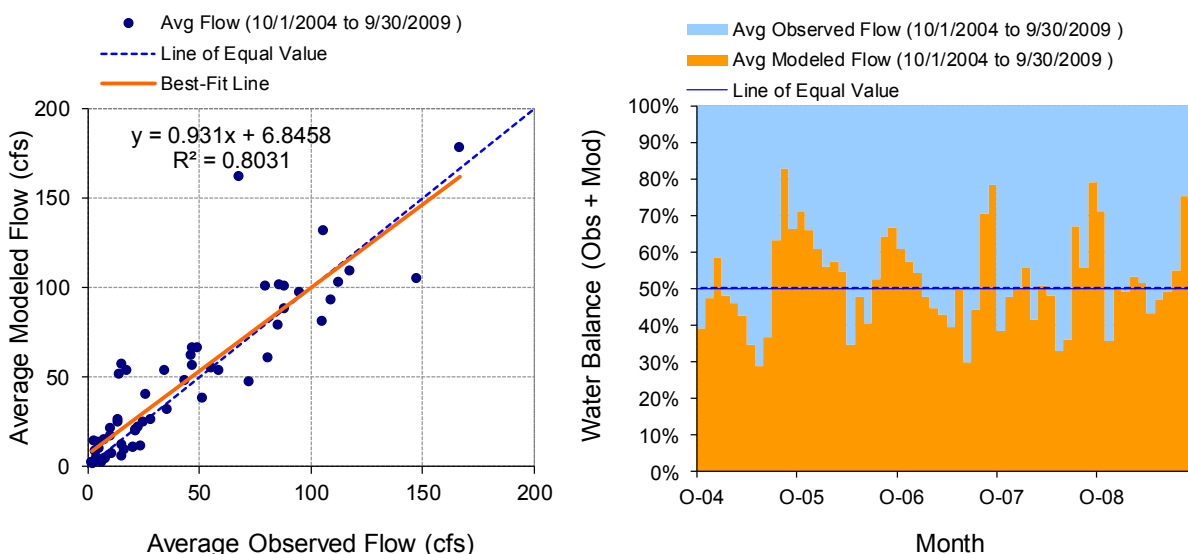 Avg Flow (10/1/2004 to 9/30/2009 )
Line of Equal Value
Best-Fit Line
200
150
100
50
0
y = 0.931x + 6.8458
R² = 0.8031
Average Modeled Flow (cfs)
0 50 100 150 200
Average Observed Flow (cfs)
Avg Observed Flow (10/1/2004 to 9/30/2009 )
Avg Modeled Flow (10/1/2004 to 9/30/2009 )
Line of Equal Value
100%
90%
80%
70%
60%
50%
40%
30%
20%
10%
0%
Water Balance (Obs + Mod)
O-04 O-05 O-06 O-07 O-08
Month